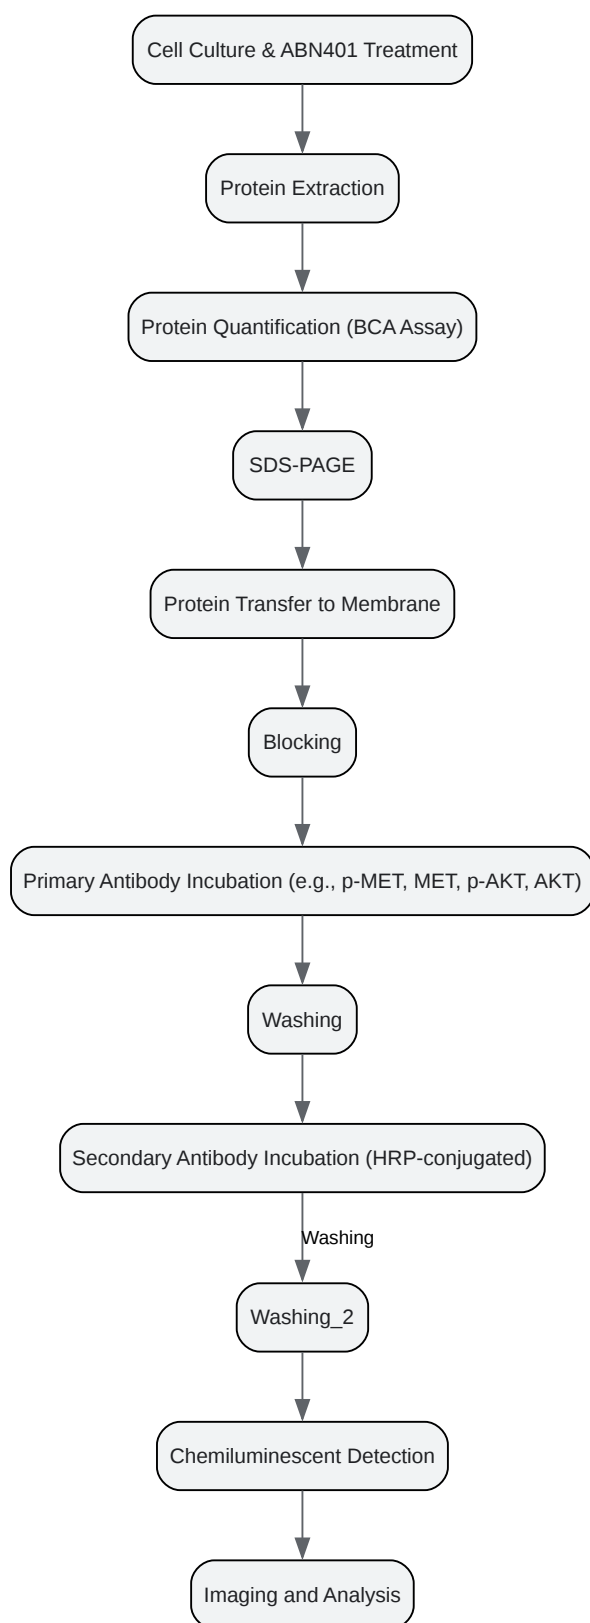 Cell Culture & ABN401 Treatment
Protein Extraction
Protein Quantification (BCA Assay)
SDS-PAGE
Protein Transfer to Membrane
Blocking
Primary Antibody Incubation (e.g., p-MET, MET, p-AKT, AKT)
Washing
Secondary Antibody Incubation (HRP-conjugated)
Washing
Washing_2
Chemiluminescent Detection
Imaging and Analysis